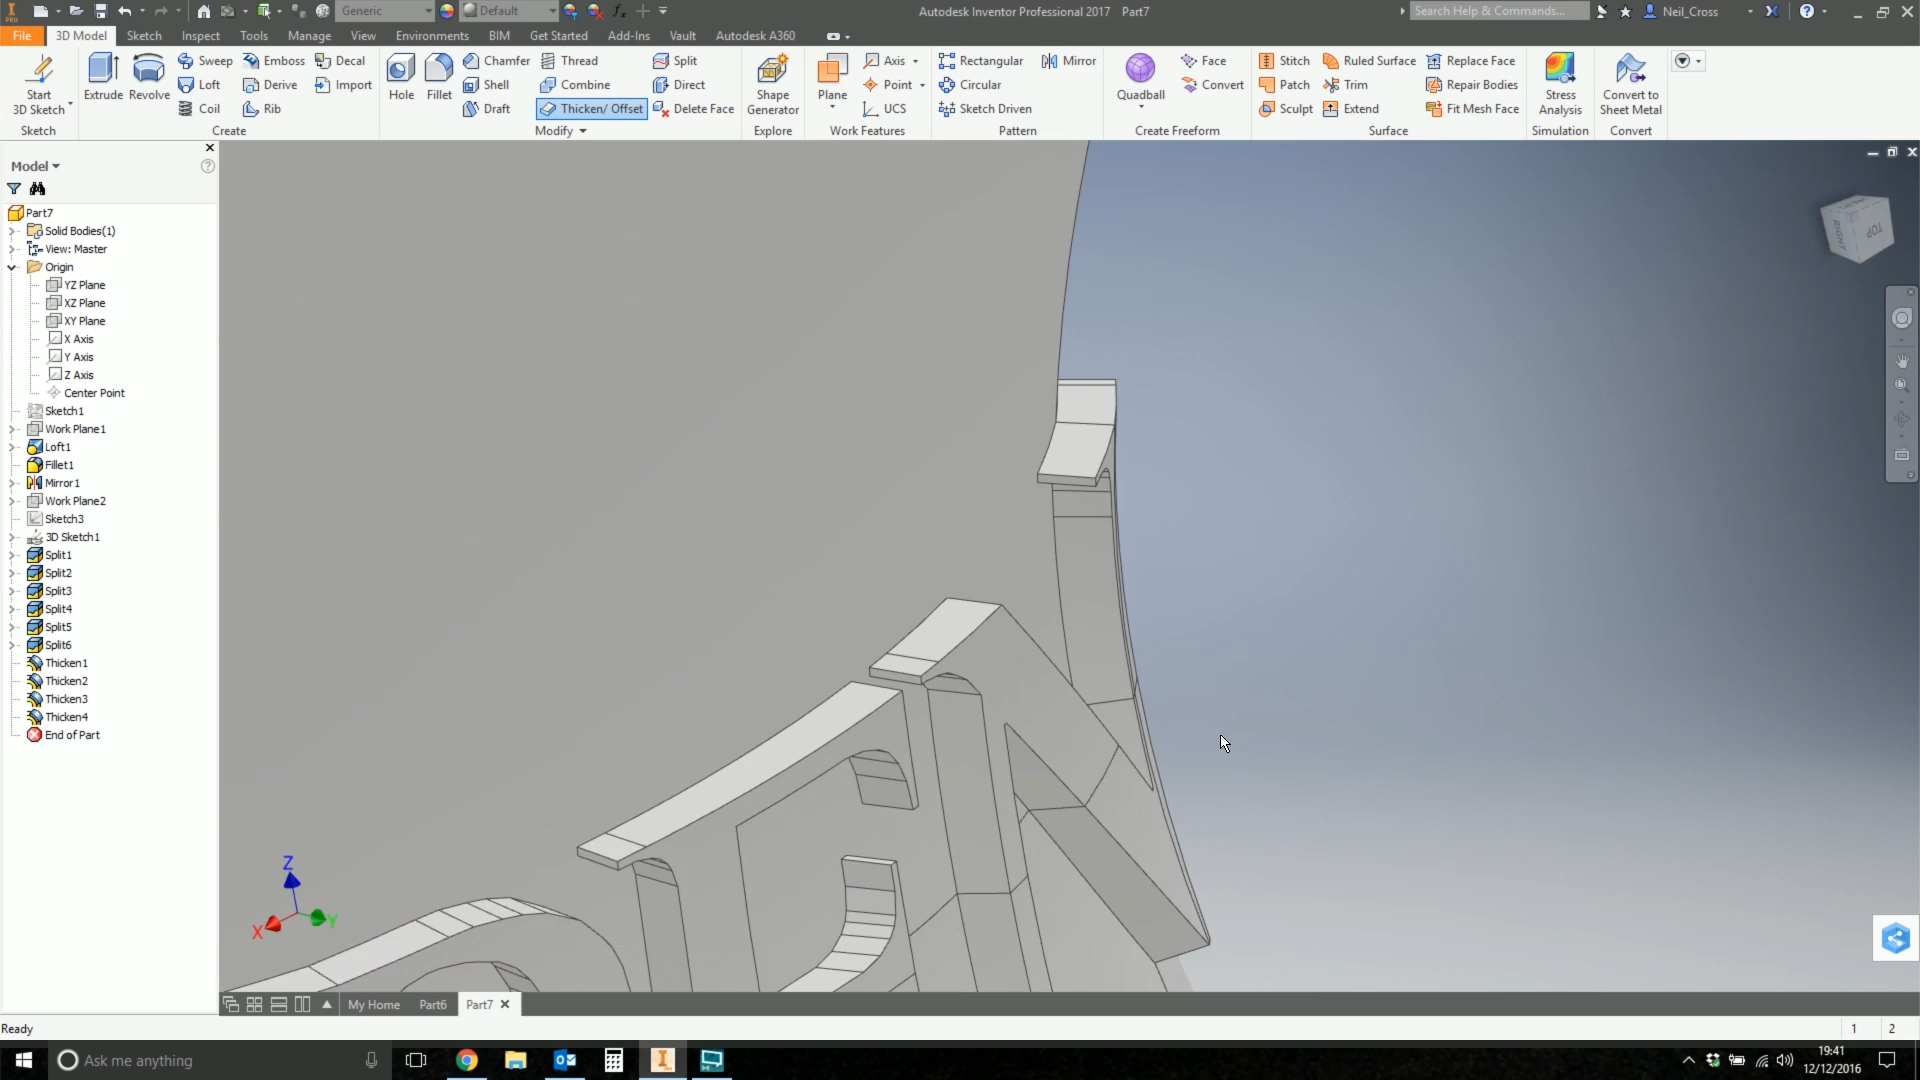 Generic
Default
Autodesk Inventor Professional 2017 Part7
Search Help & Commands...
Neil_Cross
File
3D Model
Sketch
Inspect
Tools
Manage
View
Environments
BIM
Get Started
Add-Ins
Vault
Autodesk A360
Start
3D Sketch
Sketch
Extrude
Revolve
Sweep
Loft
Coil
Emboss
Derive
Rib
Decal
Import
Create
Hole
Fillet
Chamfer
Shell
Draft
Thread
Combine
Thicken/ Offset
Split
Direct
Delete Face
Modify
Shape
Generator
Explore
Plane
Axis
Point
UCS
Work Features
Rectangular
Circular
Sketch Driven
Mirror
Pattern
Quadball
Face
Convert
Create Freeform
Stitch
Patch
Sculpt
Ruled Surface
Trim
Extend
Replace Face
Repair Bodies
Fit Mesh Face
Surface
Stress
Analysis
Simulation
Convert to
Sheet Metal
Convert
Model
Part7
Solid Bodies(1)
View: Master
Origin
YZ Plane
XZ Plane
XY Plane
X Axis
Y Axis
Z Axis
Center Point
Sketch1
Work Plane1
Loft1
Fillet1
Mirror1
Work Plane2
Sketch3
3D Sketch1
Split1
Split2
Split3
Split4
Split5
Split6
Thicken1
Thicken2
Thicken3
Thicken4
End of Part
RIGHT
TOP
Z
X
Y
My Home
Part6
Part7
Ready
1
2
Ask me anything
19:41
12/12/2016